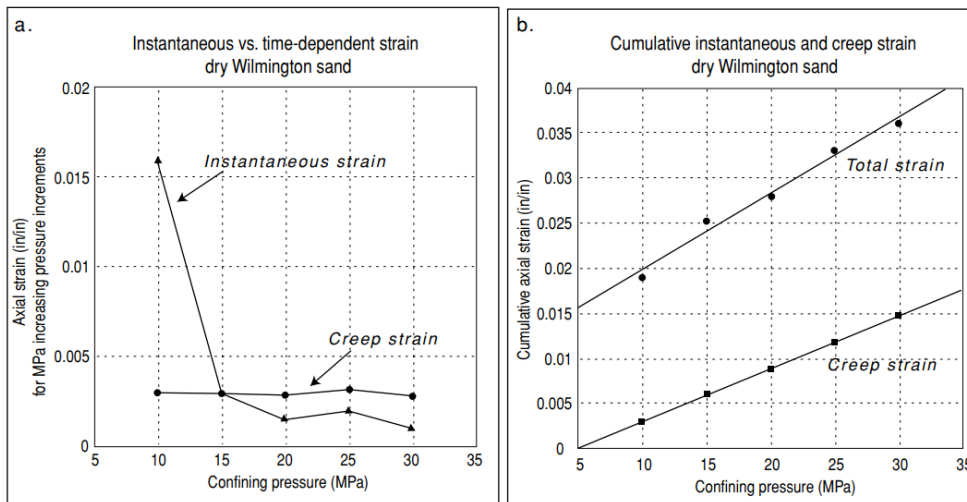 a.
Instantaneous vs. time-dependent strain
dry Wilmington sand
0.02
0.015
0.01
0.005
0
Axial strain (in/in)
for MPa increasing pressure increments
Instantaneous strain
Creep strain
5 10 15 20 25 30 35
Confining pressure (MPa)
b.
Cumulative instantaneous and creep strain
dry Wilmington sand
0.04
0.035
0.03
0.025
0.02
0.015
0.01
0.005
0
Cumulative axial strain (in/in)
Total strain
Creep strain
5 10 15 20 25 30 35
Confining pressure (MPa)